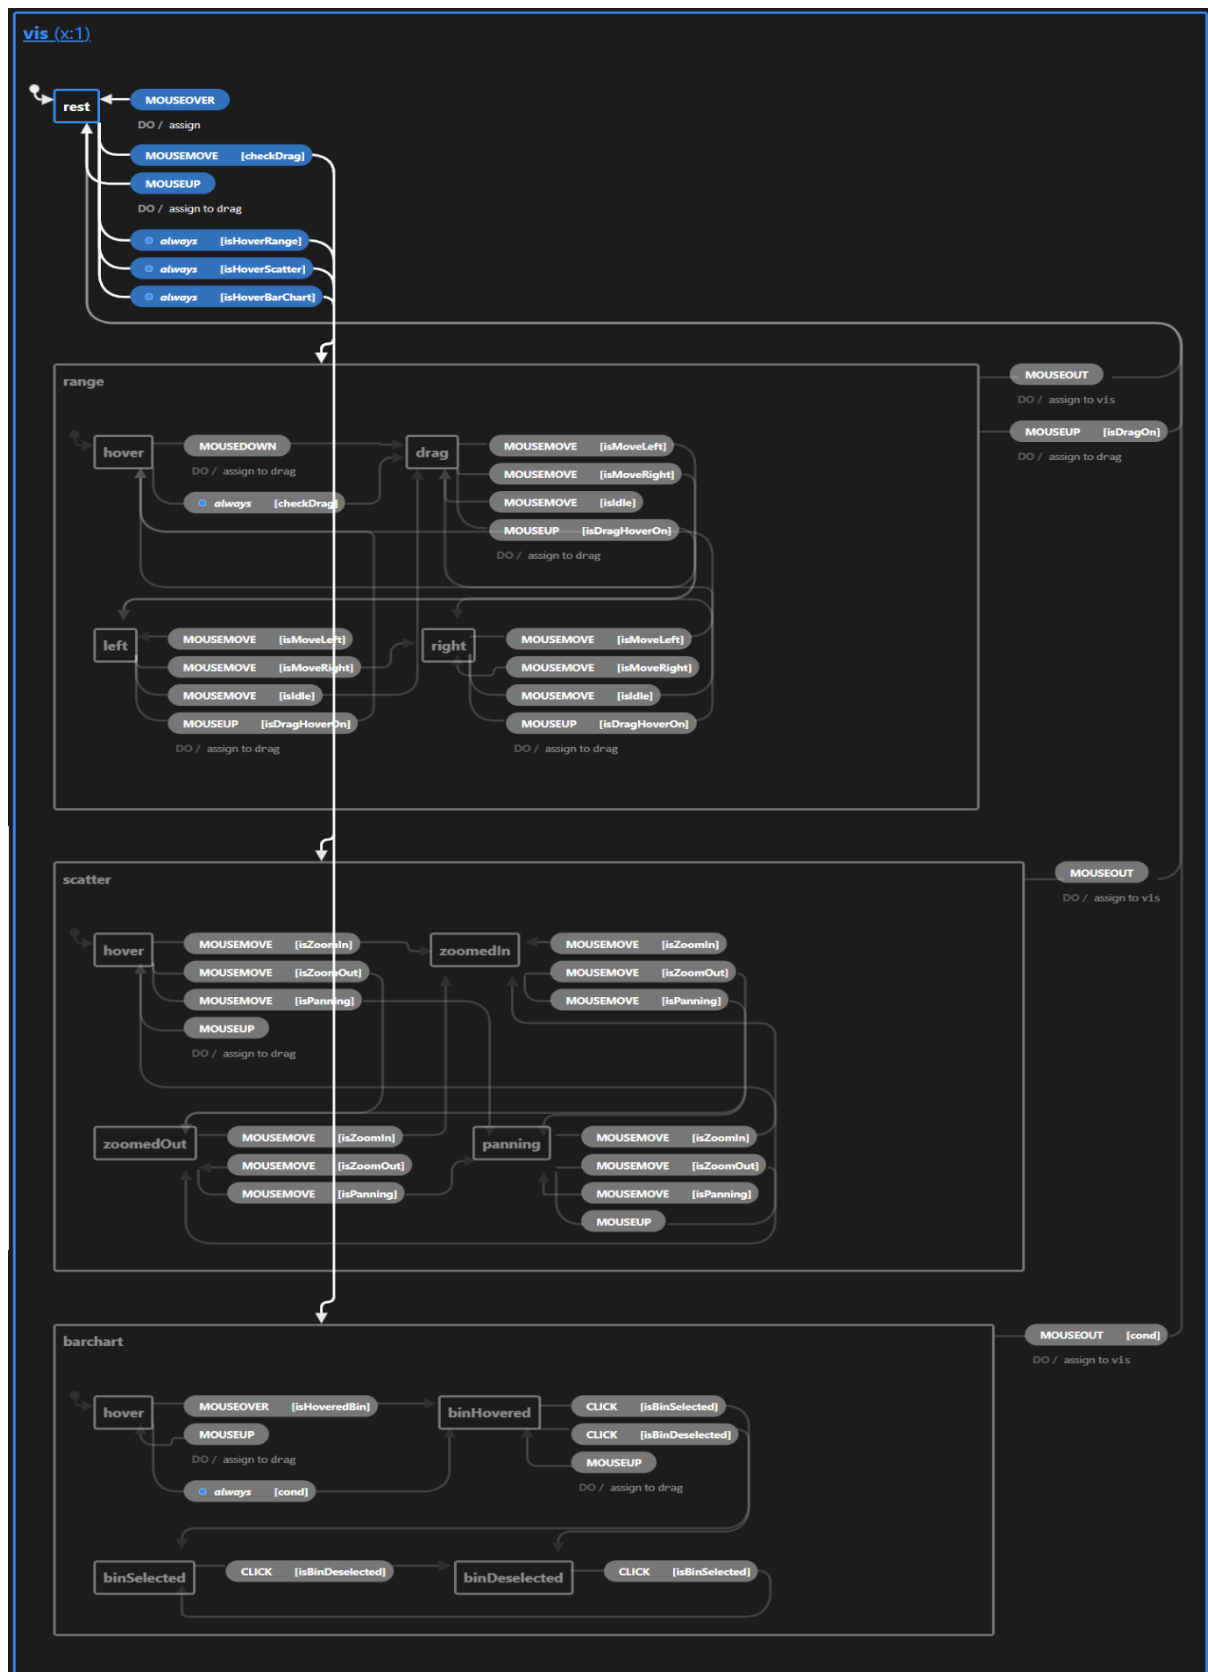 vis (x:1)
rest
MOUSEOVER
DO / assign
MOUSEMOVE [checkDrag]
MOUSEUP
DO / assign to drag
always [isHoverRange]
always [isHoverScatter]
always [isHoverBarChart]
range
MOUSEOUT
DO / assign to vis
MOUSEUP [isDragOn]
DO / assign to drag
hover
MOUSEDOWN
DO / assign to drag
always [checkDrag]
drag
MOUSEMOVE [isMoveLeft]
MOUSEMOVE [isMoveRight]
MOUSEMOVE [isIdle]
MOUSEUP [isDragHoverOn]
DO / assign to drag
left
MOUSEMOVE [isMoveLeft]
MOUSEMOVE [isMoveRight]
MOUSEMOVE [isIdle]
MOUSEUP [isDragHoverOn]
DO / assign to drag
right
MOUSEMOVE [isMoveLeft]
MOUSEMOVE [isMoveRight]
MOUSEMOVE [isIdle]
MOUSEUP [isDragHoverOn]
DO / assign to drag
scatter
MOUSEOUT
DO / assign to vis
hover
MOUSEMOVE [isZoomIn]
MOUSEMOVE [isZoomOut]
MOUSEMOVE [isPanning]
MOUSEUP
DO / assign to drag
zoomedIn
MOUSEMOVE [isZoomIn]
MOUSEMOVE [isZoomOut]
MOUSEMOVE [isPanning]
zoomedOut
MOUSEMOVE [isZoomIn]
MOUSEMOVE [isZoomOut]
MOUSEMOVE [isPanning]
panning
MOUSEMOVE [isZoomIn]
MOUSEMOVE [isZoomOut]
MOUSEMOVE [isPanning]
MOUSEUP
barchart
MOUSEOUT [cond]
DO / assign to vis
hover
MOUSEOVER [isHoveredBin]
MOUSEUP
DO / assign to drag
always [cond]
binHovered
CLICK [isBinSelected]
CLICK [isBinDeselected]
MOUSEUP
DO / assign to drag
binSelected
CLICK [isBinDeselected]
binDeselected
CLICK [isBinSelected]